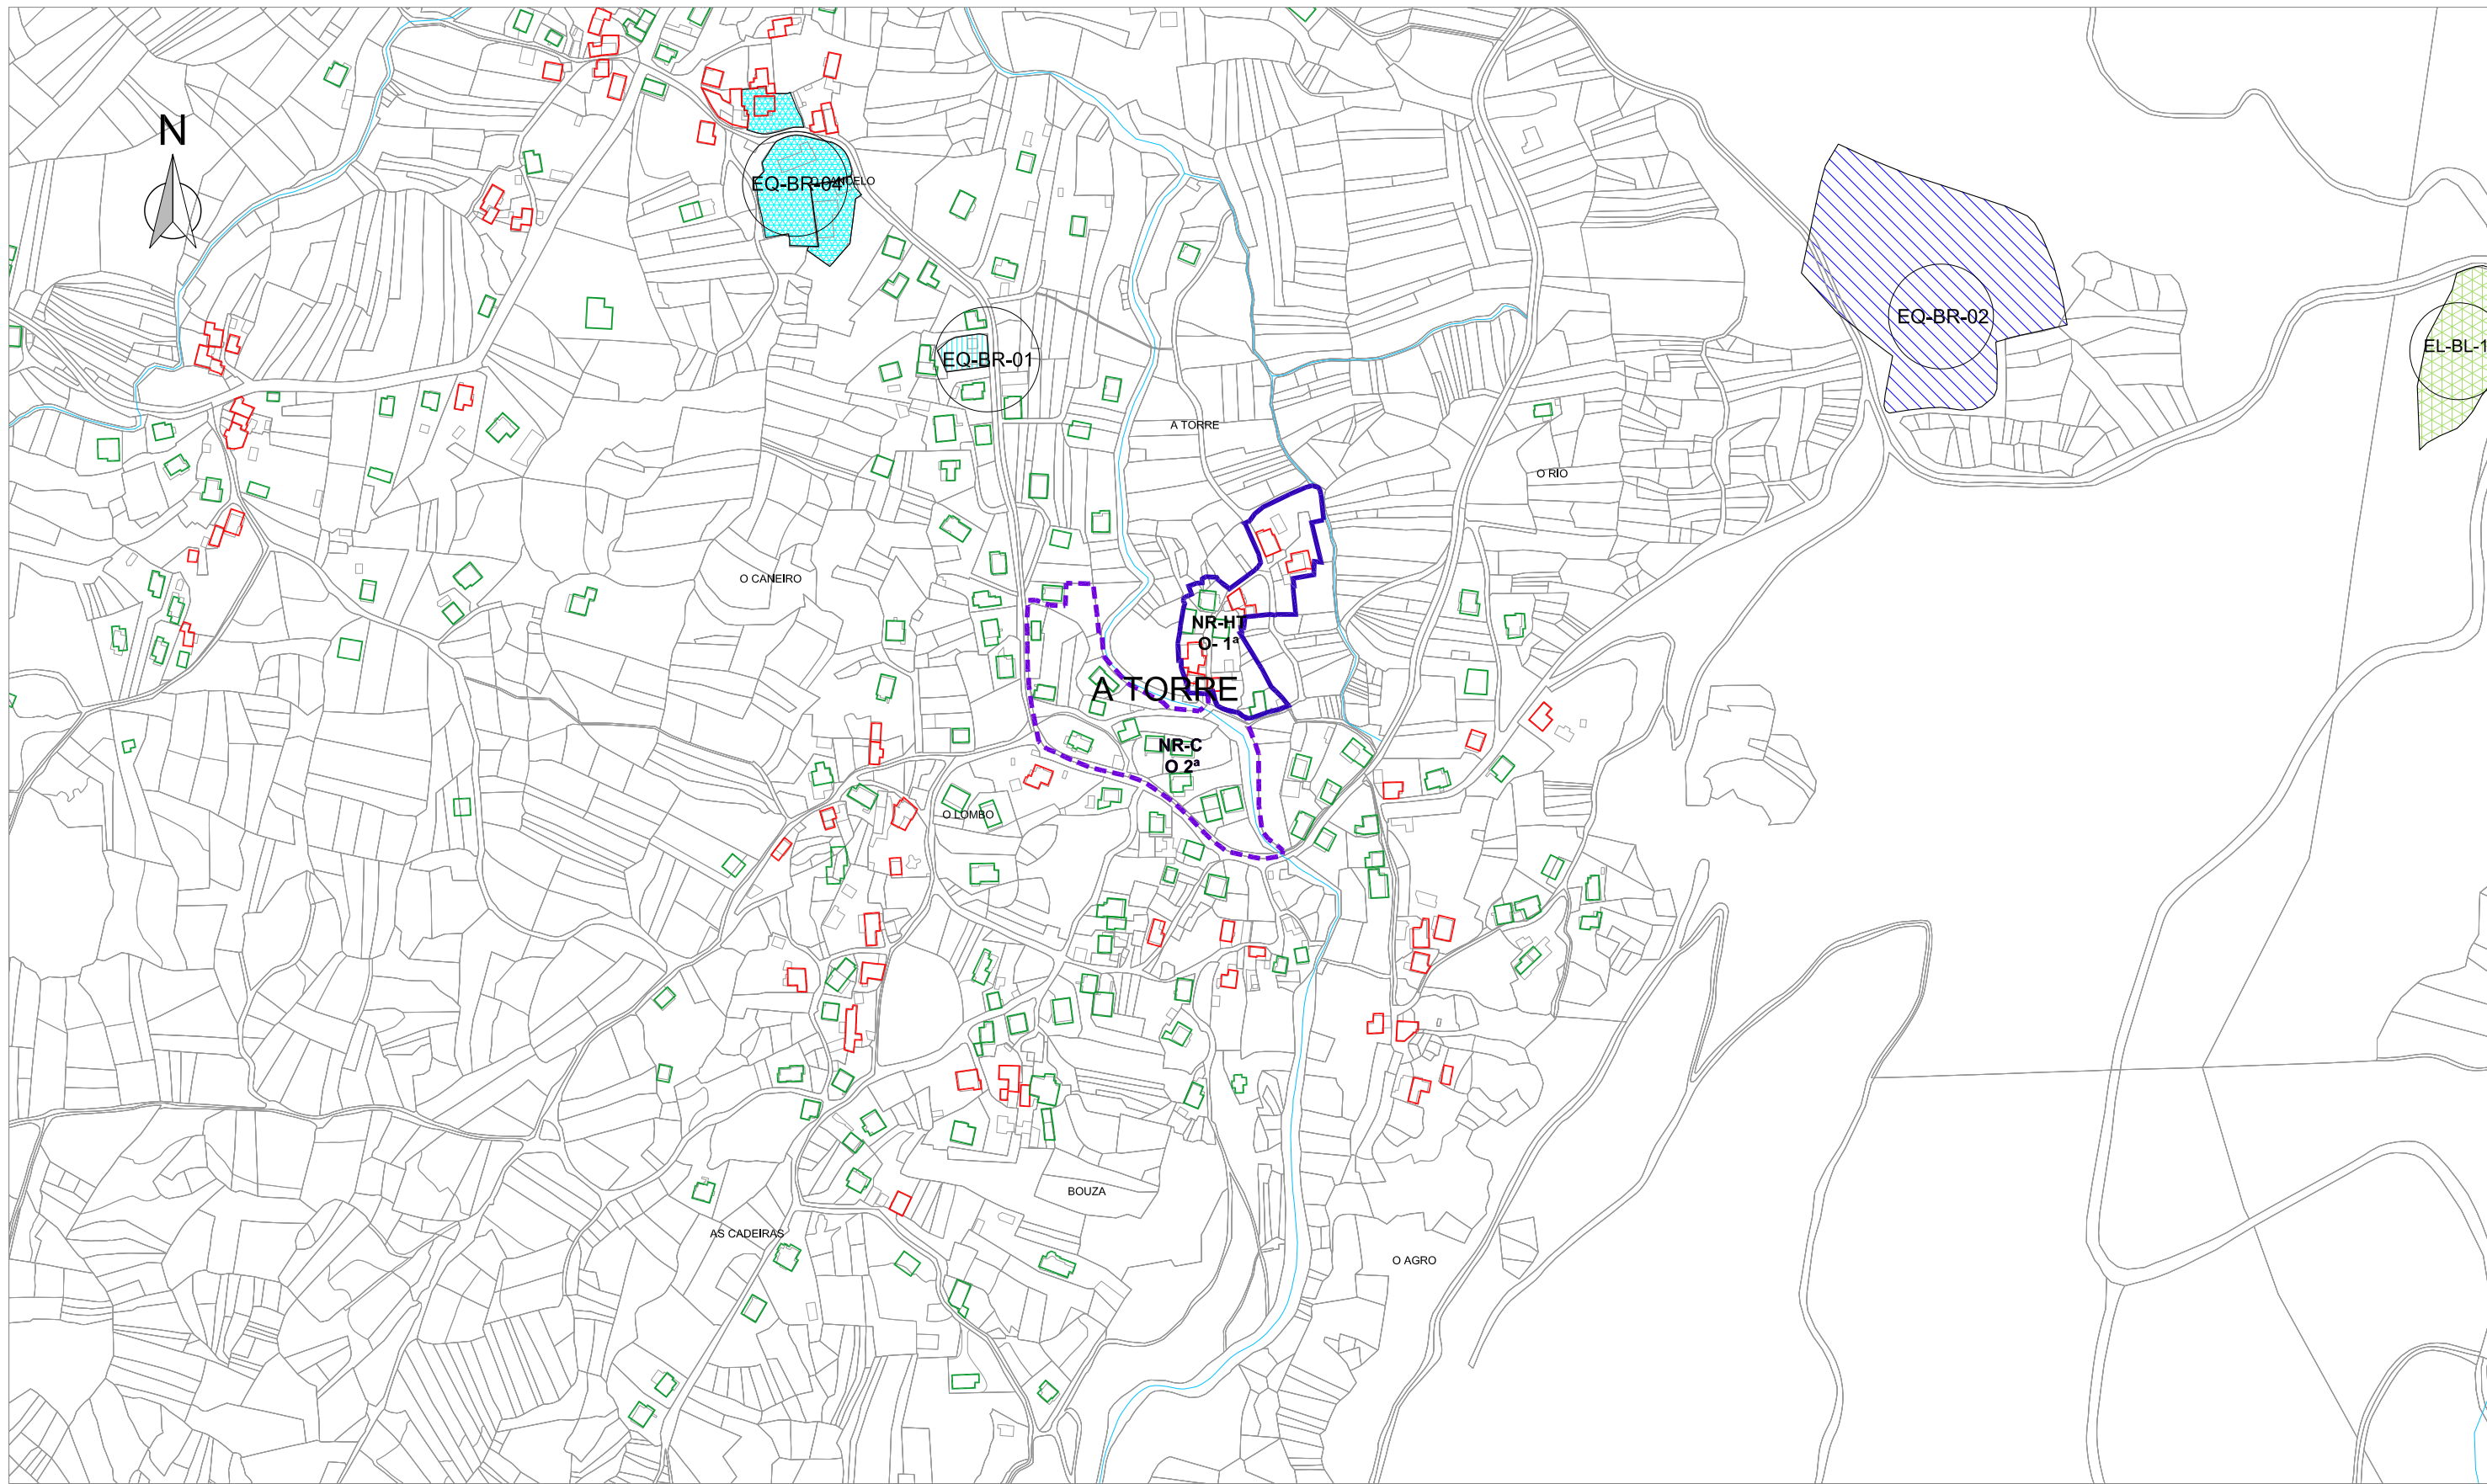 N
EQ-BR-04
EQ-BR-02
EL-BL-1
EQ-BR-01
A TORRE
O RIO
O CANEIRO
NR-HT
O- 1ª
A TORRE
NR-C
O 2ª
O LOMBO
BOUZA
AS CADEIRAS
O AGRO